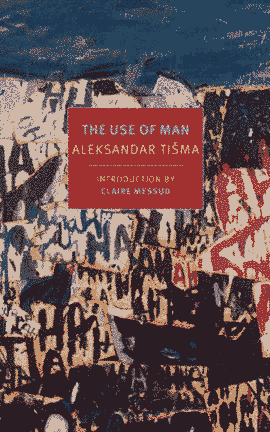 THE USE OF MAN
ALEKSANDAR TIŠMA
INTRODUCTION BY
CLAIRE MESSUD